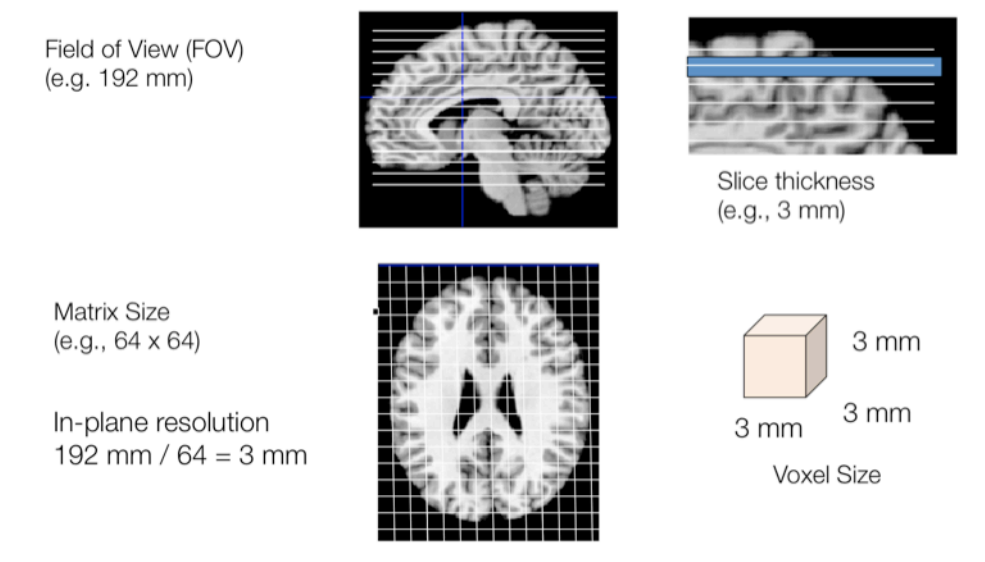 Field of View (FOV)
(e.g. 192 mm)
Slice thickness
(e.g., 3 mm)
Matrix Size
(e.g., 64 x 64)
In-plane resolution
192 mm / 64 = 3 mm
3 mm
3 mm
3 mm
Voxel Size